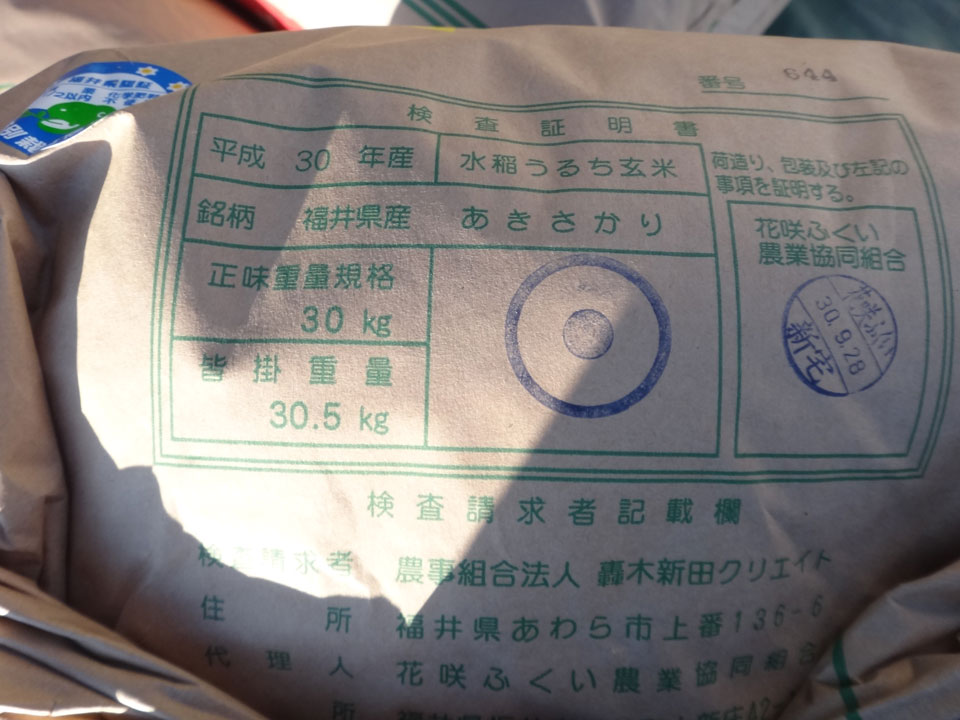 番号 644
検査証明書
平成 30 年産
水稲うるち玄米
荷造り、包装及び左記の
事項を証明する。
銘柄 福井県産 あきさかり
花咲ふくい
農業協同組合
正味重量規格
30 kg
花咲ふくい
30.9.28
新宅
皆掛重量
30.5 kg
検査請求者記載欄
検査請求者 農事組合法人 轟木新田クリエイト
住所 福井県あわら市上番136-6
代理人 花咲ふくい農業協同組合
所